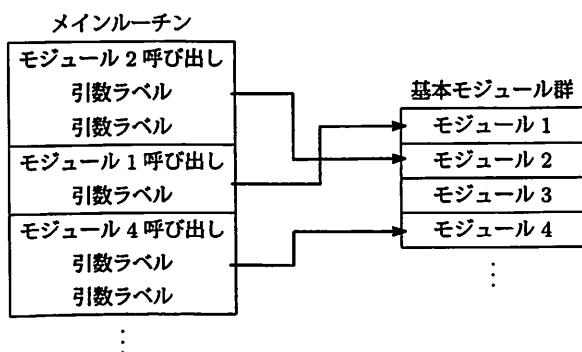 メインルーチン
モジュール 2 呼び出し
引数ラベル
引数ラベル
モジュール 1 呼び出し
引数ラベル
モジュール 4 呼び出し
引数ラベル
引数ラベル
基本モジュール群
モジュール 1
モジュール 2
モジュール 3
モジュール 4